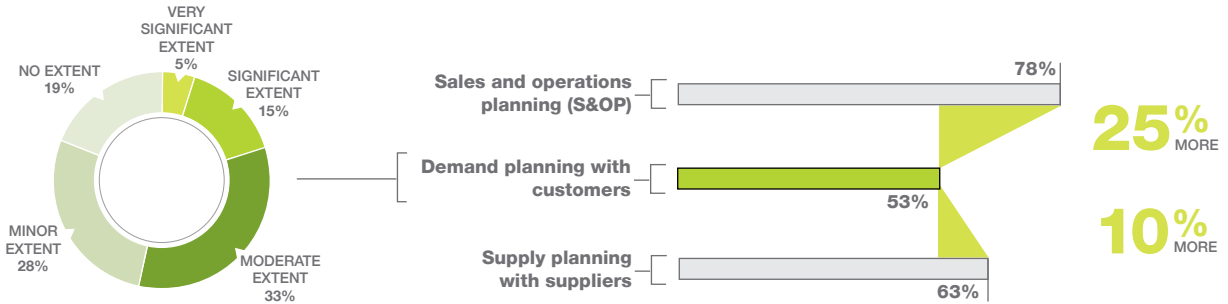 VERY
SIGNIFICANT
EXTENT
5%
SIGNIFICANT
EXTENT
15%
NO EXTENT
19%
MINOR
EXTENT
28%
MODERATE
EXTENT
33%
Sales and operations
planning (S&OP)
78%
Demand planning with
customers
53%
Supply planning
with suppliers
63%
25%
MORE
10%
MORE